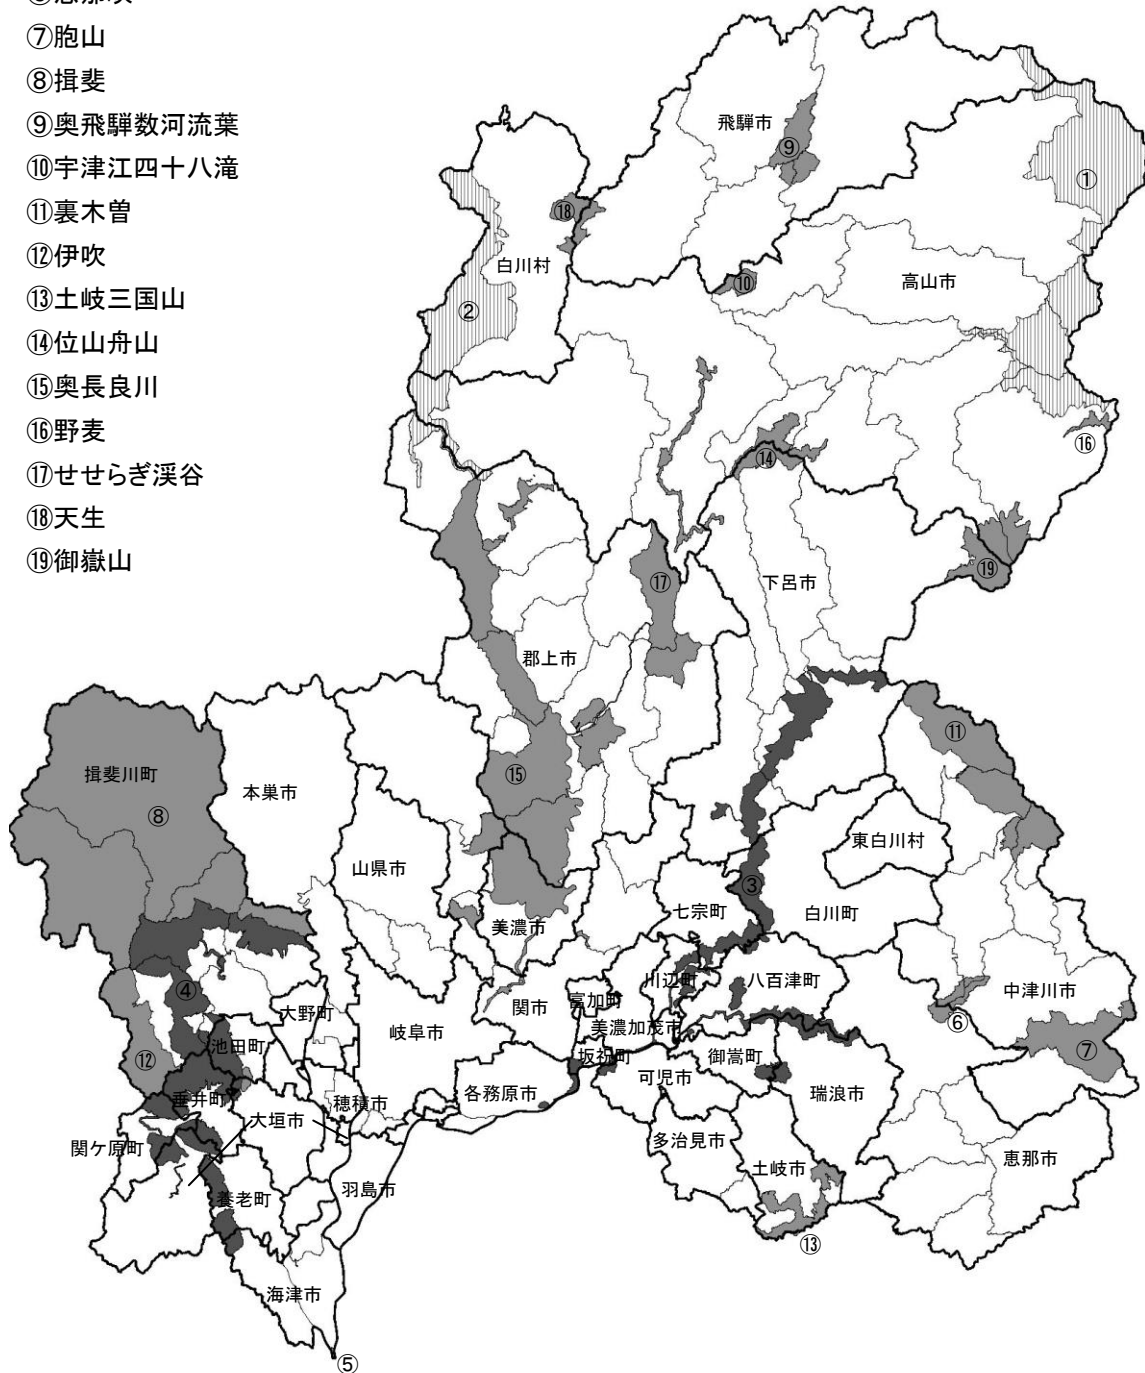 ⑦胞山
⑧揖斐
⑨奥飛騨数河流葉
⑩宇津江四十八滝
⑪裏木曽
⑫伊吹
⑬土岐三国山
⑭位山舟山
⑮奥長良川
⑯野麦
⑰せせらぎ渓谷
⑱天生
⑲御嶽山
飛騨市
⑨
①
⑱
白川村
⑩
高山市
②
⑯
⑭
⑲
⑰
下呂市
郡上市
⑪
揖斐川町
本巣市
⑮
⑧
東白川村
山県市
③
七宗町
白川町
美濃市
川辺町
八百津町
④
中津川市
富加町
関市
大野町
⑥
美濃加茂市
岐阜市
池田町
⑦
坂祝町
御嵩町
⑫
可児市
各務原市
瑞浪市
垂井町
穂積市
大垣市
関ケ原町
多治見市
恵那市
土岐市
羽島市
養老町
⑬
海津市
⑤